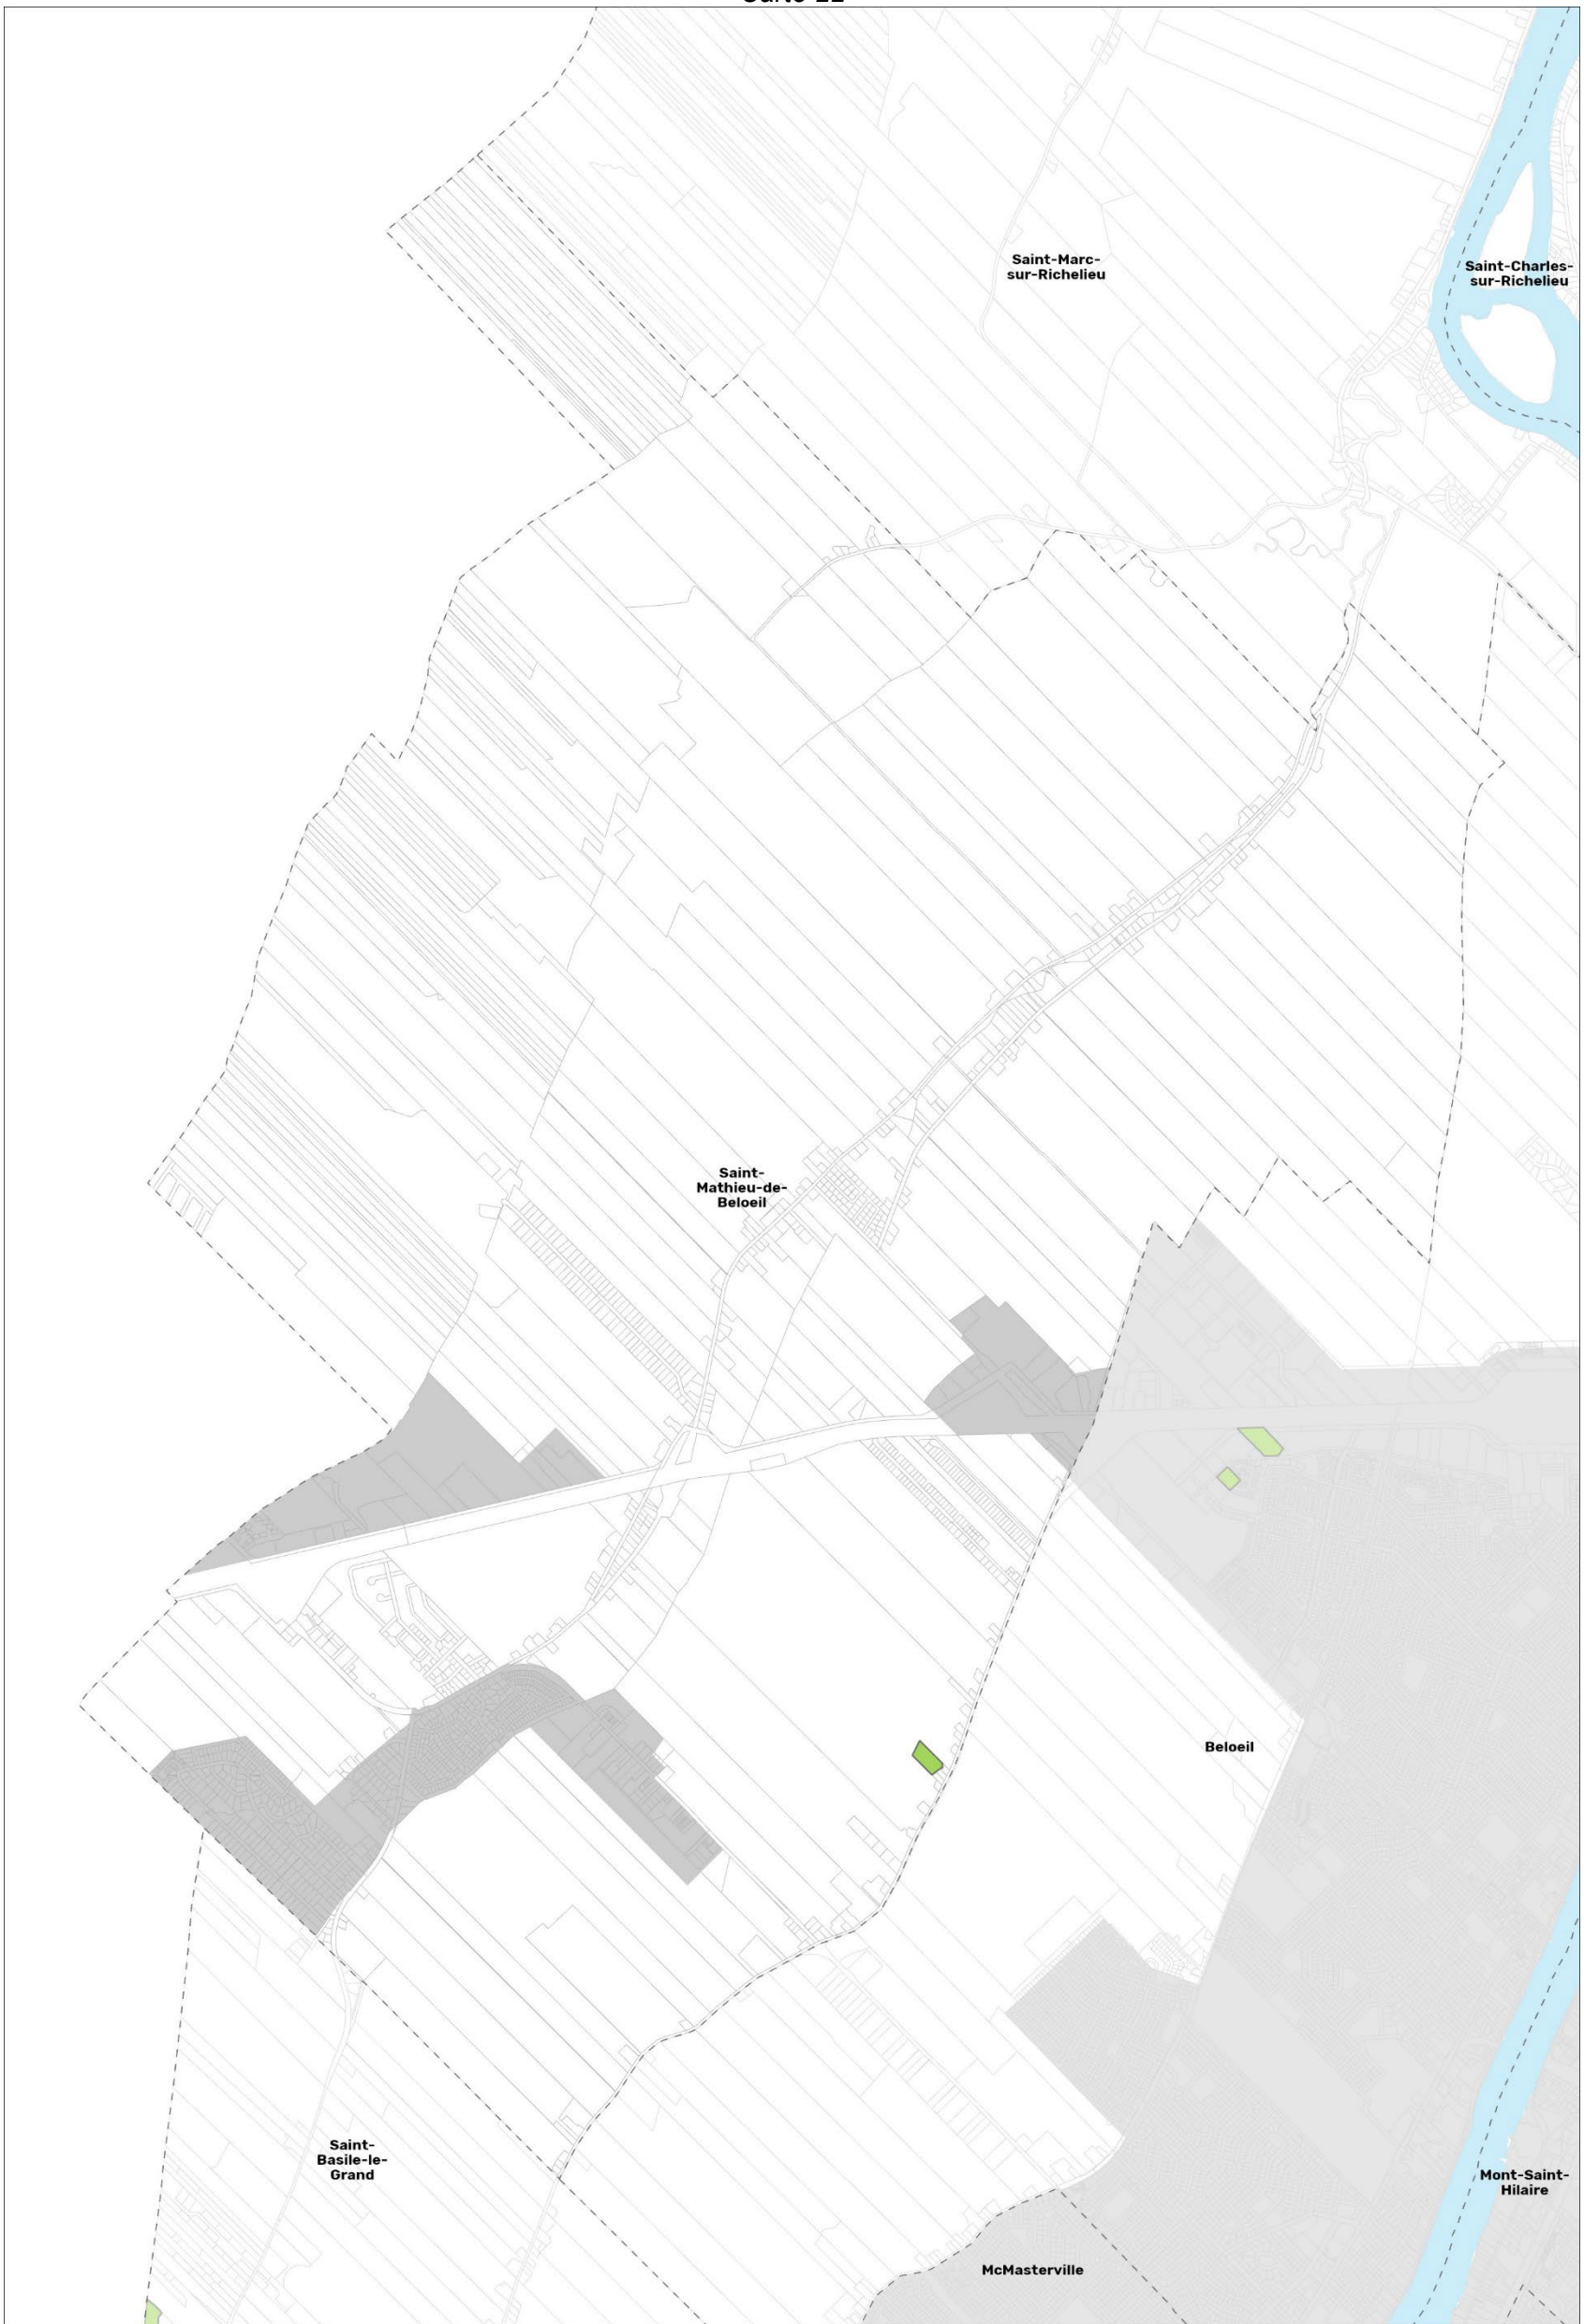 Saint-Marc-
sur-Richelieu
Saint-Charles-
sur-Richelieu
Saint-
Mathieu-de-
Beloeil
Beloeil
Saint-
Basile-le-
Grand
Mont-Saint-
Hilaire
McMasterville